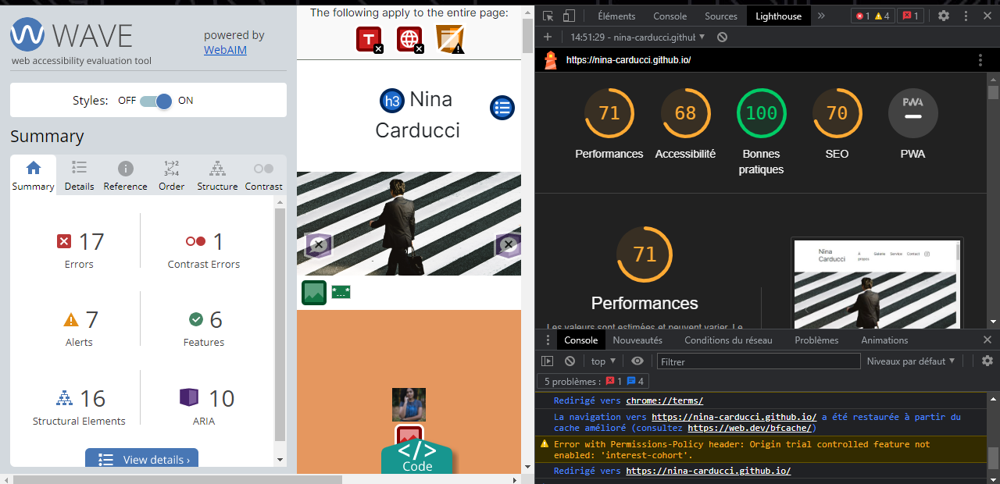 WAVE
web accessibility evaluation tool
powered by
WebAIM
Styles: OFF ON
Summary
Summary Details Reference Order Structure Contrast
17
Errors
1
Contrast Errors
7
Alerts
6
Features
16
Structural Elements
10
ARIA
View details ›
The following apply to the entire page:
T
h3 Nina
Carducci
*...*
</>
Code
Éléments Console Sources Lighthouse » 1 4 1
14:51:29 - nina-carducci.github
https://nina-carducci.github.io/
71
Performances
68
Accessibilité
100
Bonnes
pratiques
70
SEO
PWA
PWA
71
Performances
Les valeurs sont estimées et peuvent varier. Le
Nina
Carducci
A
propos
Galerie Service Contact
Console Nouveautés Conditions du réseau Problèmes Animations
top Filtrer Niveaux par défaut
5 problèmes : 1 4
Redirigé vers chrome://terms/
La navigation vers https://nina-carducci.github.io/ a été restaurée à partir du
cache amélioré (consultez https://web.dev/bfcache/)
Error with Permissions-Policy header: Origin trial controlled feature not
enabled: 'interest-cohort'.
Redirigé vers https://nina-carducci.github.io/